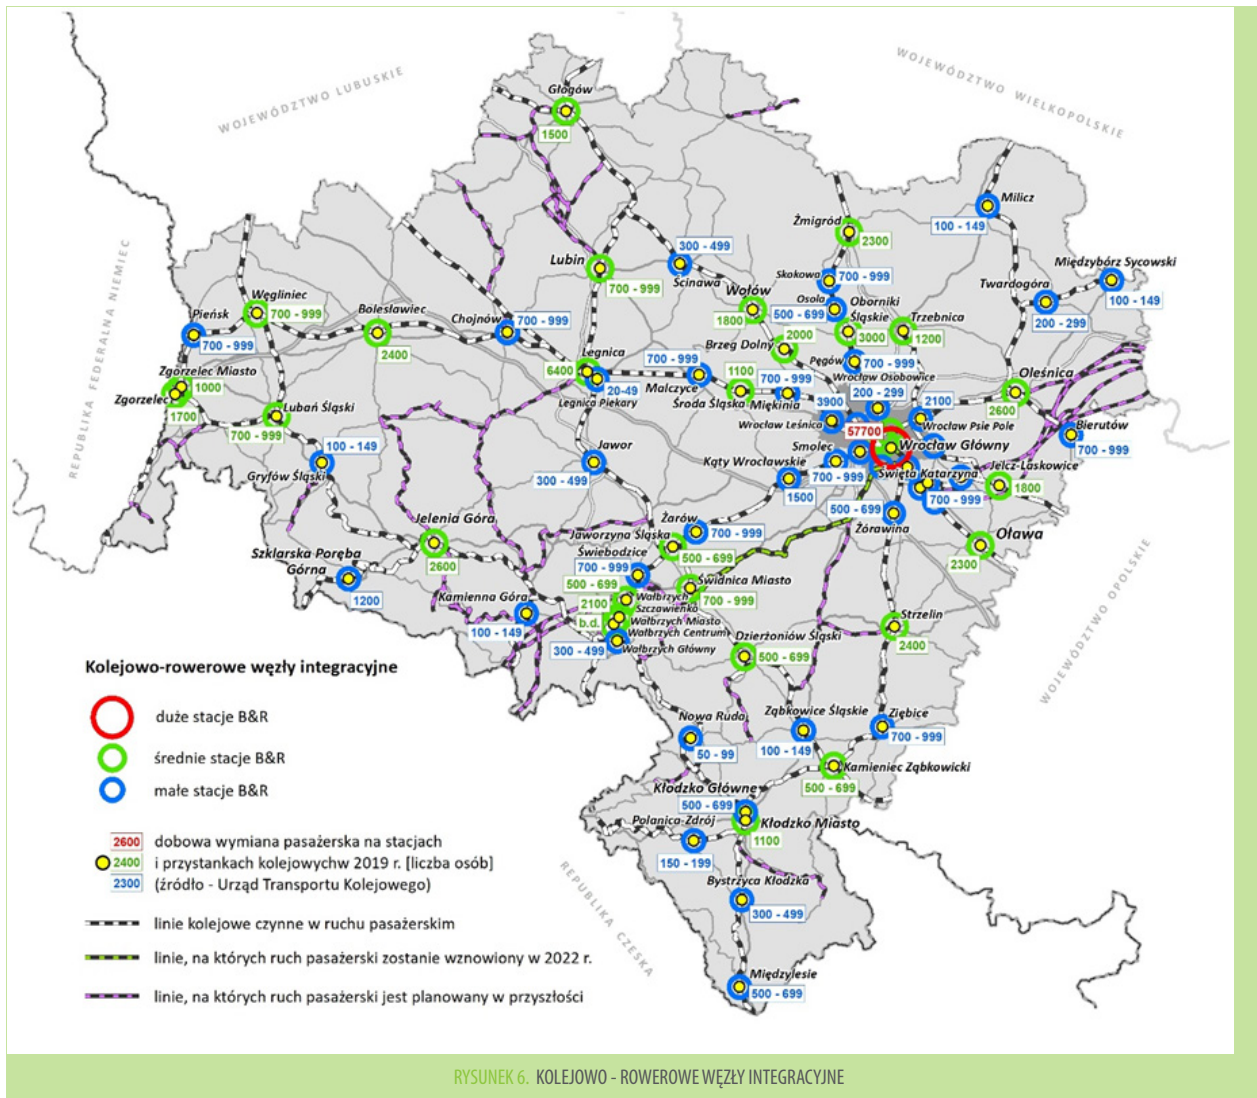 WOJEWÓDZTWO LUBUSKIE
WOJEWÓDZTWO WIELKOPOLSKIE
REPUBLIKA FEDERALNA NIEMIEC
WOJEWÓDZTWO OPOLSKIE
REPUBLIKA CZESKA
Głogów
1500
Milicz
100 - 149
Żmigród
2300
300 - 499
Ścinawa
Lubin
700 - 999
Skokowa
700 - 999
Międzybórz Sycowski
100 - 149
Twardogóra
200 - 299
Wołów
1800
Osola
500 - 699
Oborniki
Śląskie
3000
Trzebnica
1200
Węgliniec
700 - 999
Pieńsk
700 - 999
Bolesławiec
2400
Chojnów
700 - 999
Brzeg Dolny
2000
Pęgów
700 - 999
Wrocław Osobowice
200 - 299
Legnica
6400
20-49
Legnica Piekary
700 - 999
Malczyce
1100
Środa Śląska
700 - 999
Miękinia
3900
Wrocław Leśnica
2100
Wrocław Psie Pole
Oleśnica
2600
Bierutów
700 - 999
Zgorzelec Miasto
1000
Zgorzelec
1700
Lubań Śląski
700 - 999
100 - 149
Gryfów Śląski
Jawor
300 - 499
57700
Wrocław Główny
Smolec
700 - 999
Kąty Wrocławskie
1500
Święta Katarzyna
700 - 999
Jelcz-Laskowice
1800
500 - 699
Żórawina
Oława
2300
Jelenia Góra
2600
Szklarska Poręba
Górna
1200
Żarów
700 - 999
Jaworzyna Śląska
500 - 699
Świebodzice
700 - 999
Świdnica Miasto
700 - 999
500 - 699
Wałbrzych
Szczawienko
2100
Wałbrzych Miasto
b.d.
Wałbrzych Centrum
300 - 499
Wałbrzych Główny
Kamienna Góra
100 - 149
Strzelin
2400
Dzierżoniów Śląski
500 - 699
Nowa Ruda
50 - 99
Ząbkowice Śląskie
100 - 149
Ziębice
700 - 999
Kamieniec Ząbkowicki
500 - 699
Kłodzko Główne
500 - 699
Kłodzko Miasto
1100
Polanica-Zdrój
150 - 199
Bystrzyca Kłodzka
300 - 499
Międzylesie
500 - 699
Kolejowo-rowerowe węzły integracyjne
duże stacje B&R
średnie stacje B&R
małe stacje B&R
2600 dobowa wymiana pasażerska na stacjach
2400 i przystankach kolejowychw 2019 r. [liczba osób]
2300 (źródło - Urząd Transportu Kolejowego)
linie kolejowe czynne w ruchu pasażerskim
linie, na których ruch pasażerski zostanie wznowiony w 2022 r.
linie, na których ruch pasażerski jest planowany w przyszłości
RYSUNEK 6. KOLEJOWO - ROWEROWE WĘZŁY INTEGRACYJNE